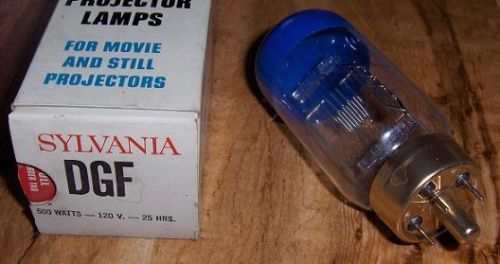 PROJECTOR
LAMPS
FOR MOVIE
AND STILL
PROJECTORS
SYLVANIA
DGF
500 WATTS — 120 V. — 25 HRS.